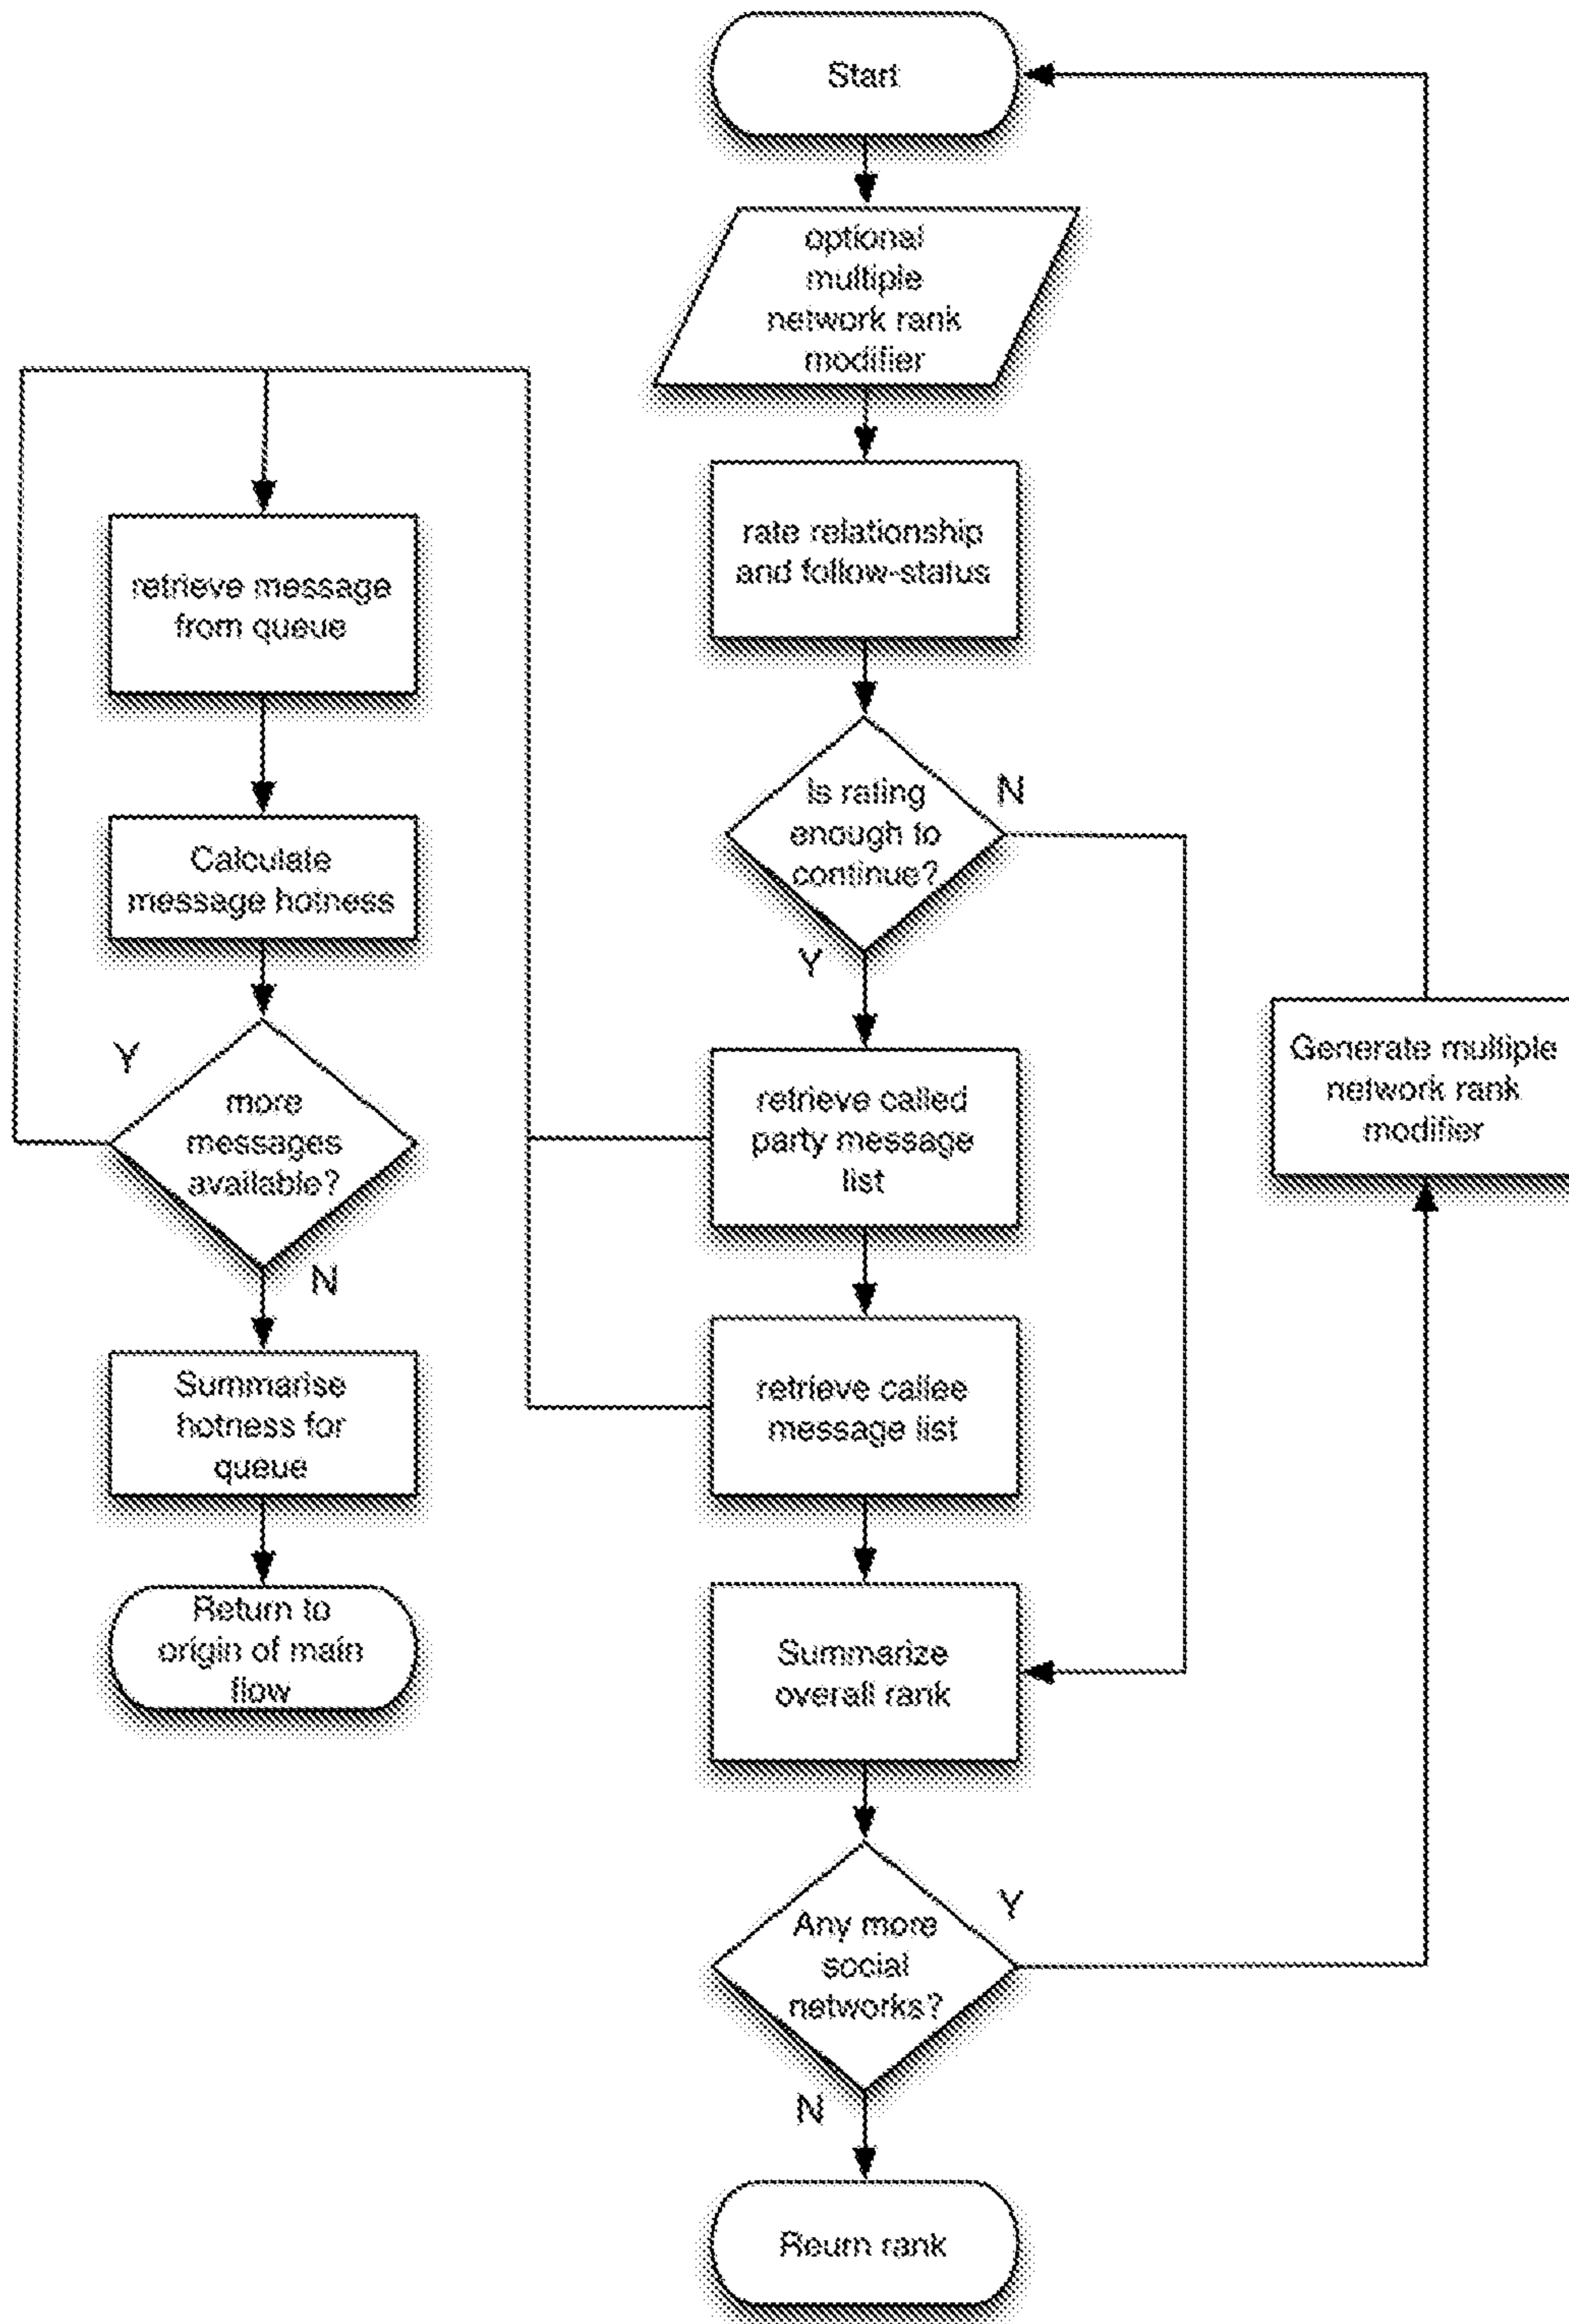 Start
optional
multiple
network rank
modifier
rate relationship
and follow-status
Is rating
enough to
continue?
N
Y
retrieve called
party message
list
retrieve callee
message list
Summarize
overall rank
Any more
social
networks?
Y
N
Reurn rank
Generate multiple
network rank
modifier
retrieve message
from queue
Calculate
message hotness
more
messages
available?
Y
N
Summarise
hotness for
queue
Return to
origin of main
flow